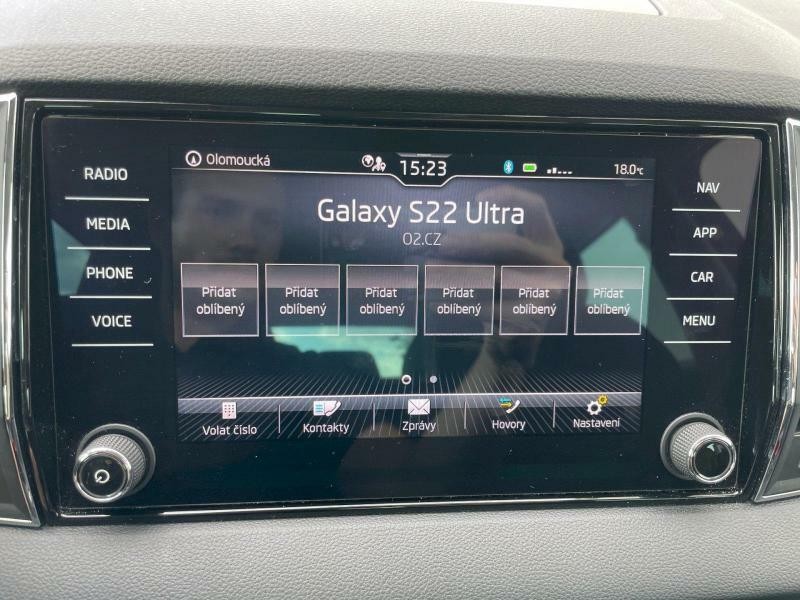 Olomoucká
15:23
18.0°C
RADIO
MEDIA
PHONE
VOICE
Galaxy S22 Ultra
O2.CZ
Přidat
oblíbený
Přidat
oblíbený
Přidat
oblíbený
Přidat
oblíbený
Přidat
oblíbený
Přidat
oblíbený
Volat číslo
Kontakty
Zprávy
Hovory
Nastavení
NAV
APP
CAR
MENU